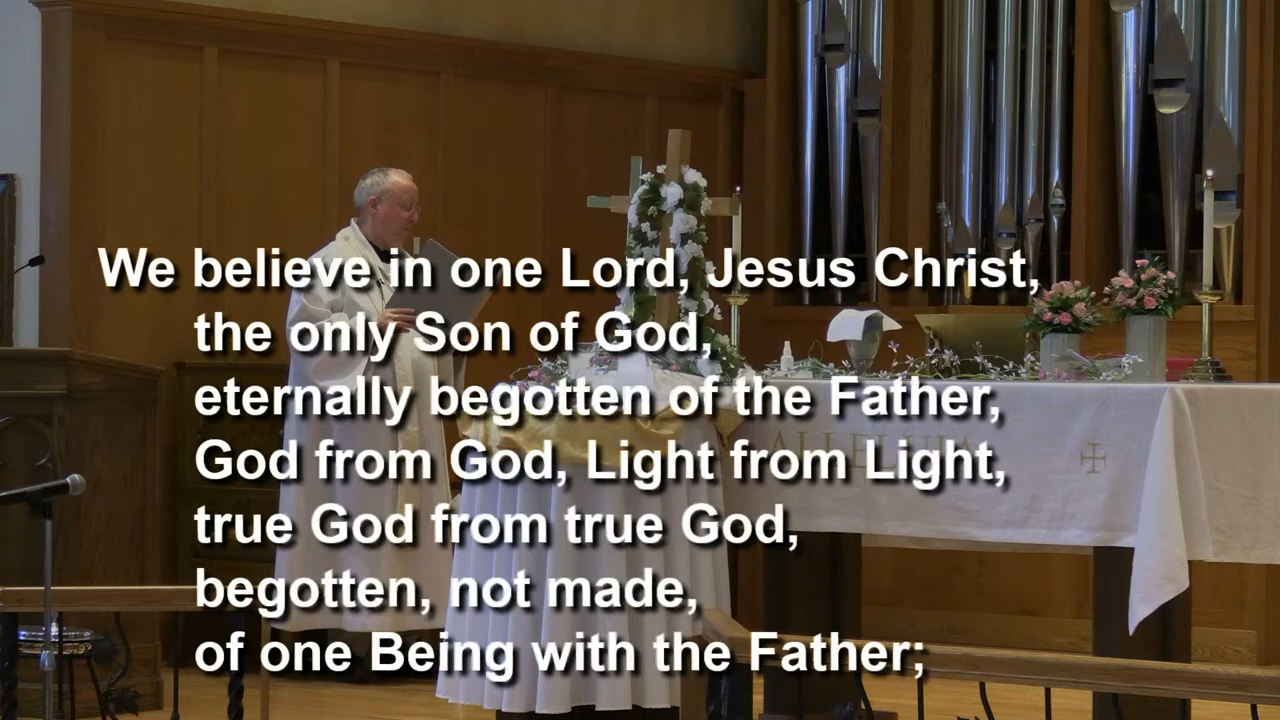 We believe in one Lord, Jesus Christ,
the only Son of God,
eternally begotten of the Father,
God from God, Light from Light,
true God from true God,
begotten, not made,
of one Being with the Father;
ALLELUIA